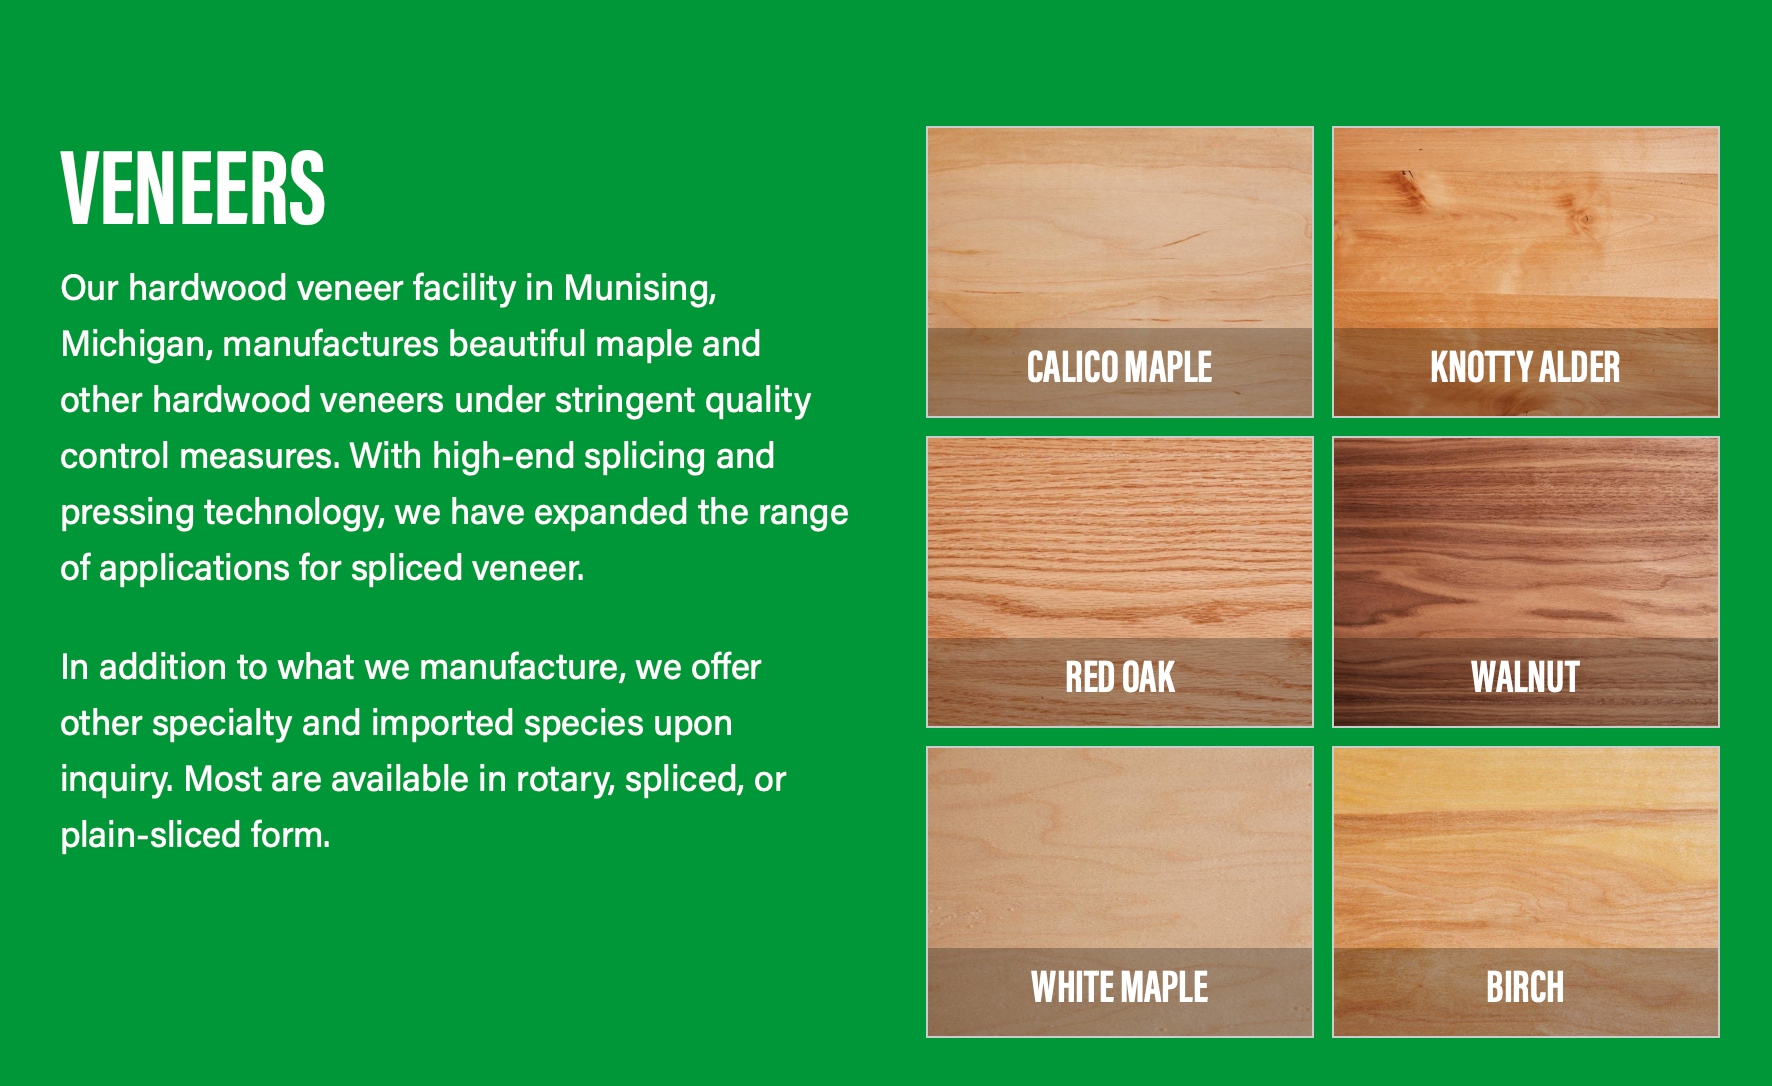 VENEERS
Our hardwood veneer facility in Munising,
Michigan, manufactures beautiful maple and
other hardwood veneers under stringent quality
control measures. With high-end splicing and
pressing technology, we have expanded the range
of applications for spliced veneer.
In addition to what we manufacture, we offer
other specialty and imported species upon
inquiry. Most are available in rotary, spliced, or
plain-sliced form.
CALICO MAPLE
KNOTTY ALDER
RED OAK
WALNUT
WHITE MAPLE
BIRCH